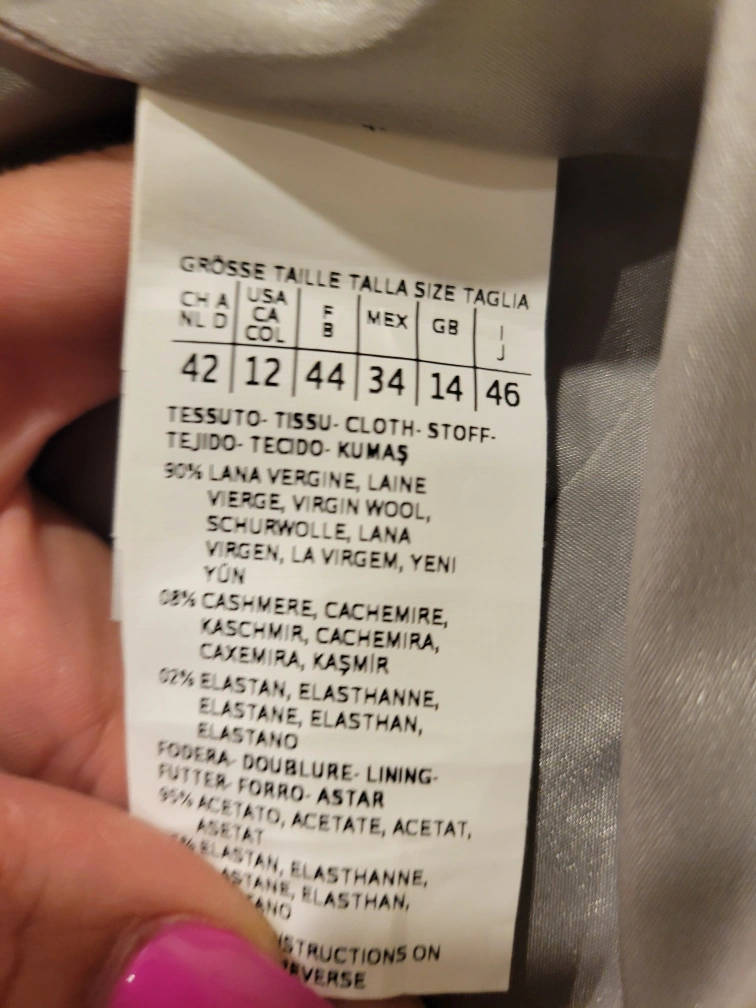 GRÖSSE TAILLE TALLA SIZE TAGLIA
CH A USA F MEX GB I
NL D CA B J
COL
42 12 44 34 14 46
TESSUTO- TISSU- CLOTH- STOFF-
TEJIDO- TECIDO- KUMAŞ
90% LANA VERGINE, LAINE
VIERGE, VIRGIN WOOL,
SCHURWOLLE, LANA
VIRGEN, LA VIRGEM, YENI
YÜN
08% CASHMERE, CACHEMIRE,
KASCHMIR, CACHEMIRA,
CAXEMIRA, KAŞMİR
02% ELASTAN, ELASTHANNE,
ELASTANE, ELASTHAN,
ELASTANO
FODERA- DOUBLURE- LINING-
FUTTER- FORRO- ASTAR
95% ACETATO, ACETATE, ACETAT,
ASETAT
ELASTAN, ELASTHANNE,
ELASTHAN,
ON